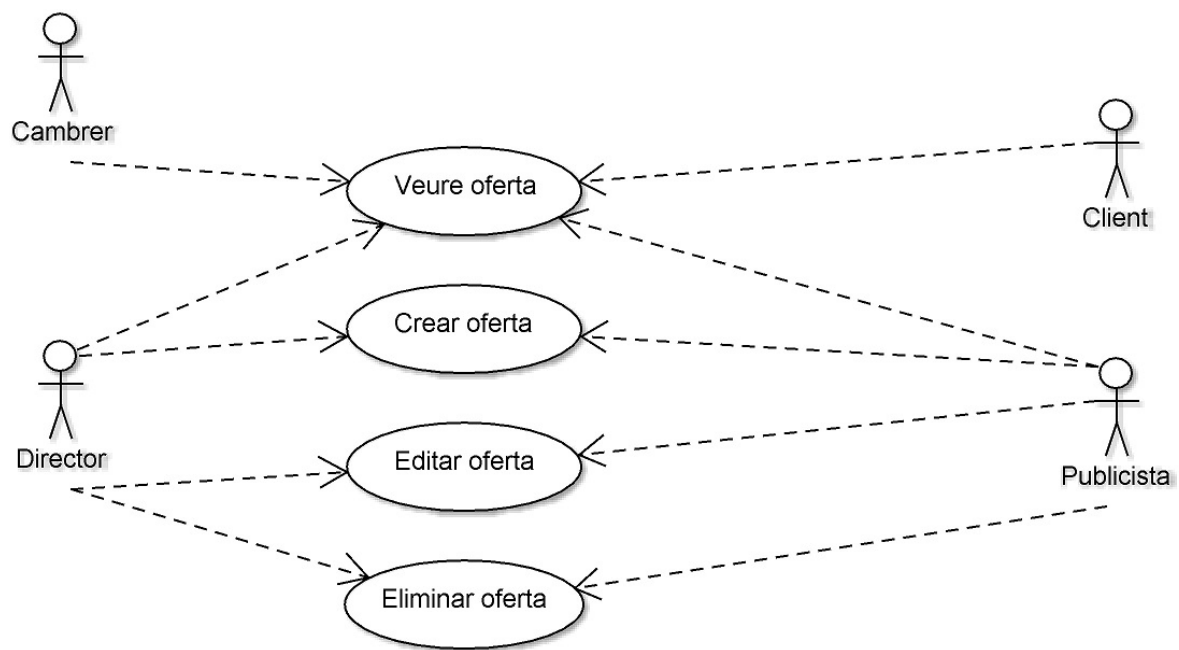 Cambrer
Veure oferta
Client
Crear oferta
Director
Editar oferta
Publicista
Eliminar oferta